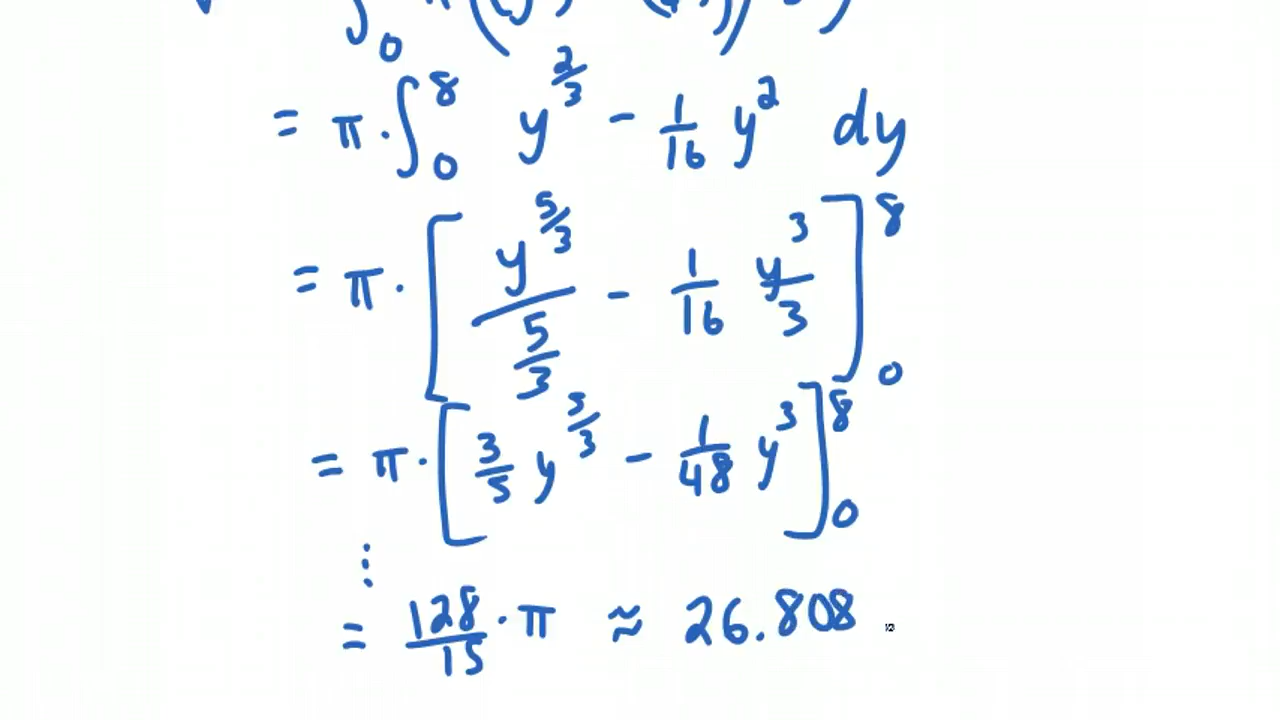 = π · ∫₀⁸ y^(2/3) - 1/16 y² dy
= π · [ y^(5/3) / (5/3) - 1/16 y³/3 ]₀⁸
= π · [ 3/5 y^(5/3) - 1/48 y³ ]₀⁸
⋮
= 128/15 · π ≈ 26.808